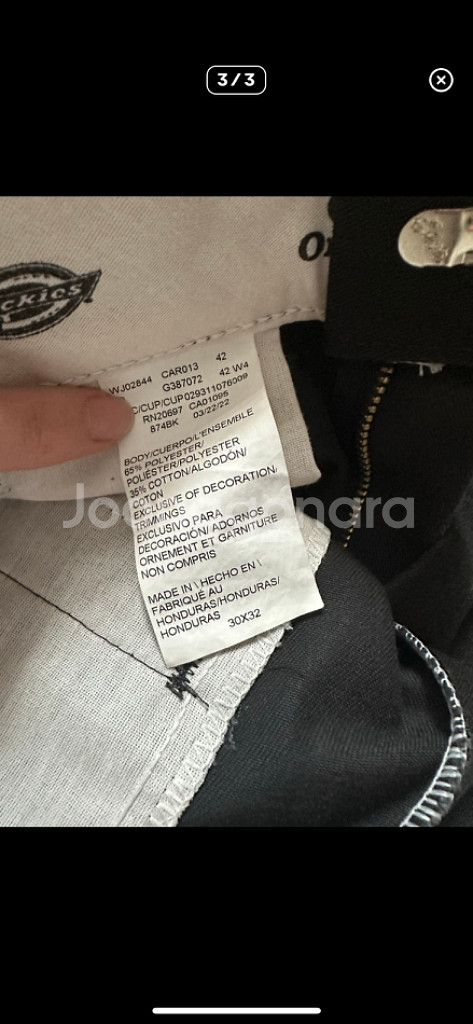 3/3
WJ02844 CAR013 42
G387072 42 W4
C/CUP/CUP029311076009
RN20697 CA01095
874BK 03/22/22
BODY/CUERPO/L'ENSEMBLE
65% POLYESTER/
POLIÉSTER/POLYESTER
35% COTTON/ALGODÓN/
COTON
EXCLUSIVE OF DECORATION/
TRIMMINGS
EXCLUSIVO PARA
DECORACIÓN/ ADORNOS
ORNEMENT ET GARNITURE
NON COMPRIS
MADE IN \ HECHO EN \
FABRIQUÉ AU
HONDURAS/HONDURAS/
HONDURAS 30X32